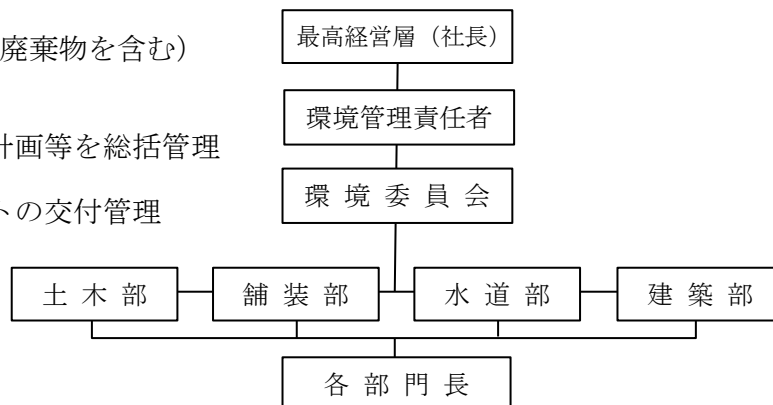 廃棄物を含む）
最高経営層（社長）
環境管理責任者
計画等を総括管理
環 境 委 員 会
トの交付管理
土 木 部
舗 装 部
水 道 部
建 築 部
各 部 門 長